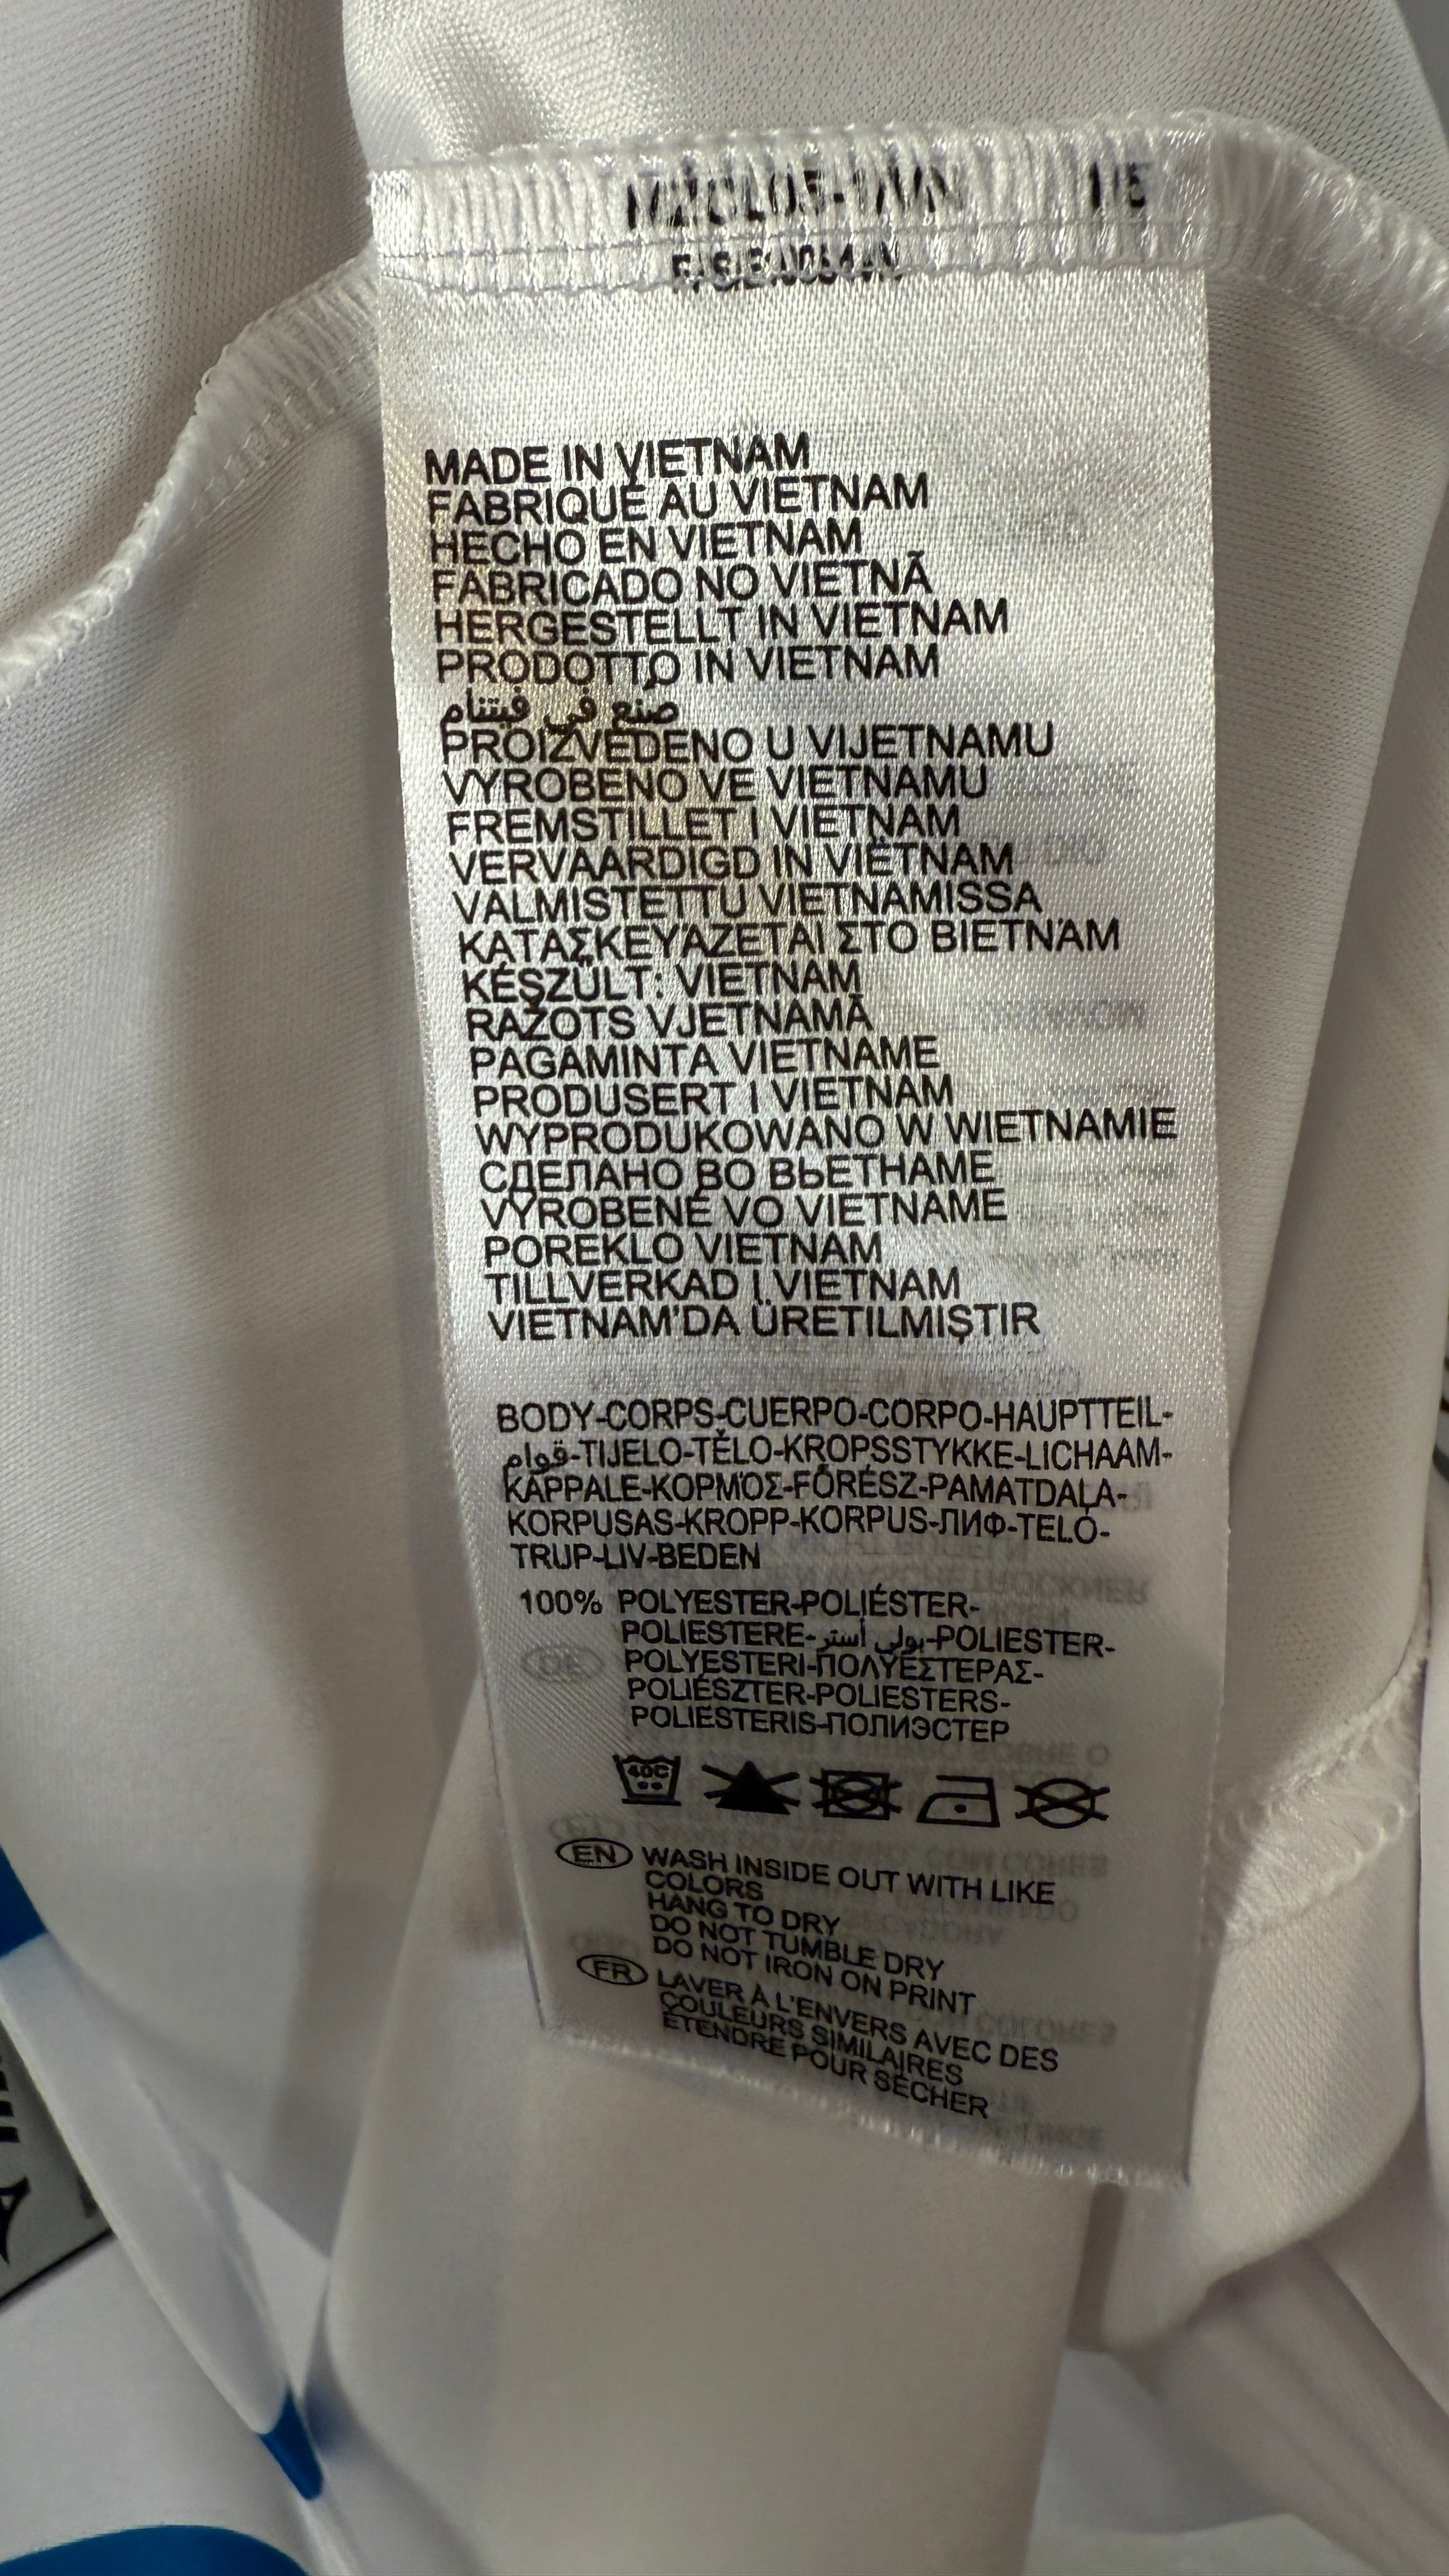 1/5
MADE IN VIETNAM
FABRIQUÉ AU VIETNAM
HECHO EN VIETNAM
FABRICADO NO VIETNÃ
HERGESTELLT IN VIETNAM
PRODOTTO IN VIETNAM
صنع في فيتنام
PROIZVEDENO U VIJETNAMU
VYROBENO VE VIETNAMU
FREMSTILLET I VIETNAM
VERVAARDIGD IN VIËTNAM
VALMISTETTU VIETNAMISSA
ΚΑΤΑΣΚΕΥΆΖΕΤΑΙ ΣΤΟ ΒΙΕΤΝΆΜ
KÉSZÜLT: VIETNAM
RAŽOTS VJETNAMĀ
PAGAMINTA VIETNAME
PRODUSERT I VIETNAM
WYPRODUKOWANO W WIETNAMIE
СДЕЛАНО ВО ВЬЕТНАМЕ
VYROBENÉ VO VIETNAME
POREKLO VIETNAM
TILLVERKAD I VIETNAM
VIETNAM'DA ÜRETILMIŞTIR
BODY-CORPS-CUERPO-CORPO-HAUPTTEIL-
قوام-TIJELO-TĚLO-KROPSSTYKKE-LICHAAM-
KAPPALE-ΚΟΡΜΌΣ-FŐRÉSZ-PAMATDAĻA-
KORPUSAS-KROPP-KORPUS-ЛИФ-TELO-
TRUP-LIV-BEDEN
100% POLYESTER-POLIÉSTER-
POLIESTERE-بولي أستر-POLIESTER-
POLYESTERI-ΠΟΛΥΕΣΤΕΡΑΣ-
POLIÉSZTER-POLIESTERS-
POLIESTERIS-ПОЛИЭСТЕР
40C
EN WASH INSIDE OUT WITH LIKE
COLORS
HANG TO DRY
DO NOT TUMBLE DRY
DO NOT IRON ON PRINT
FR LAVER À L'ENVERS AVEC DES
COULEURS SIMILAIRES
ÉTENDRE POUR SÉCHER